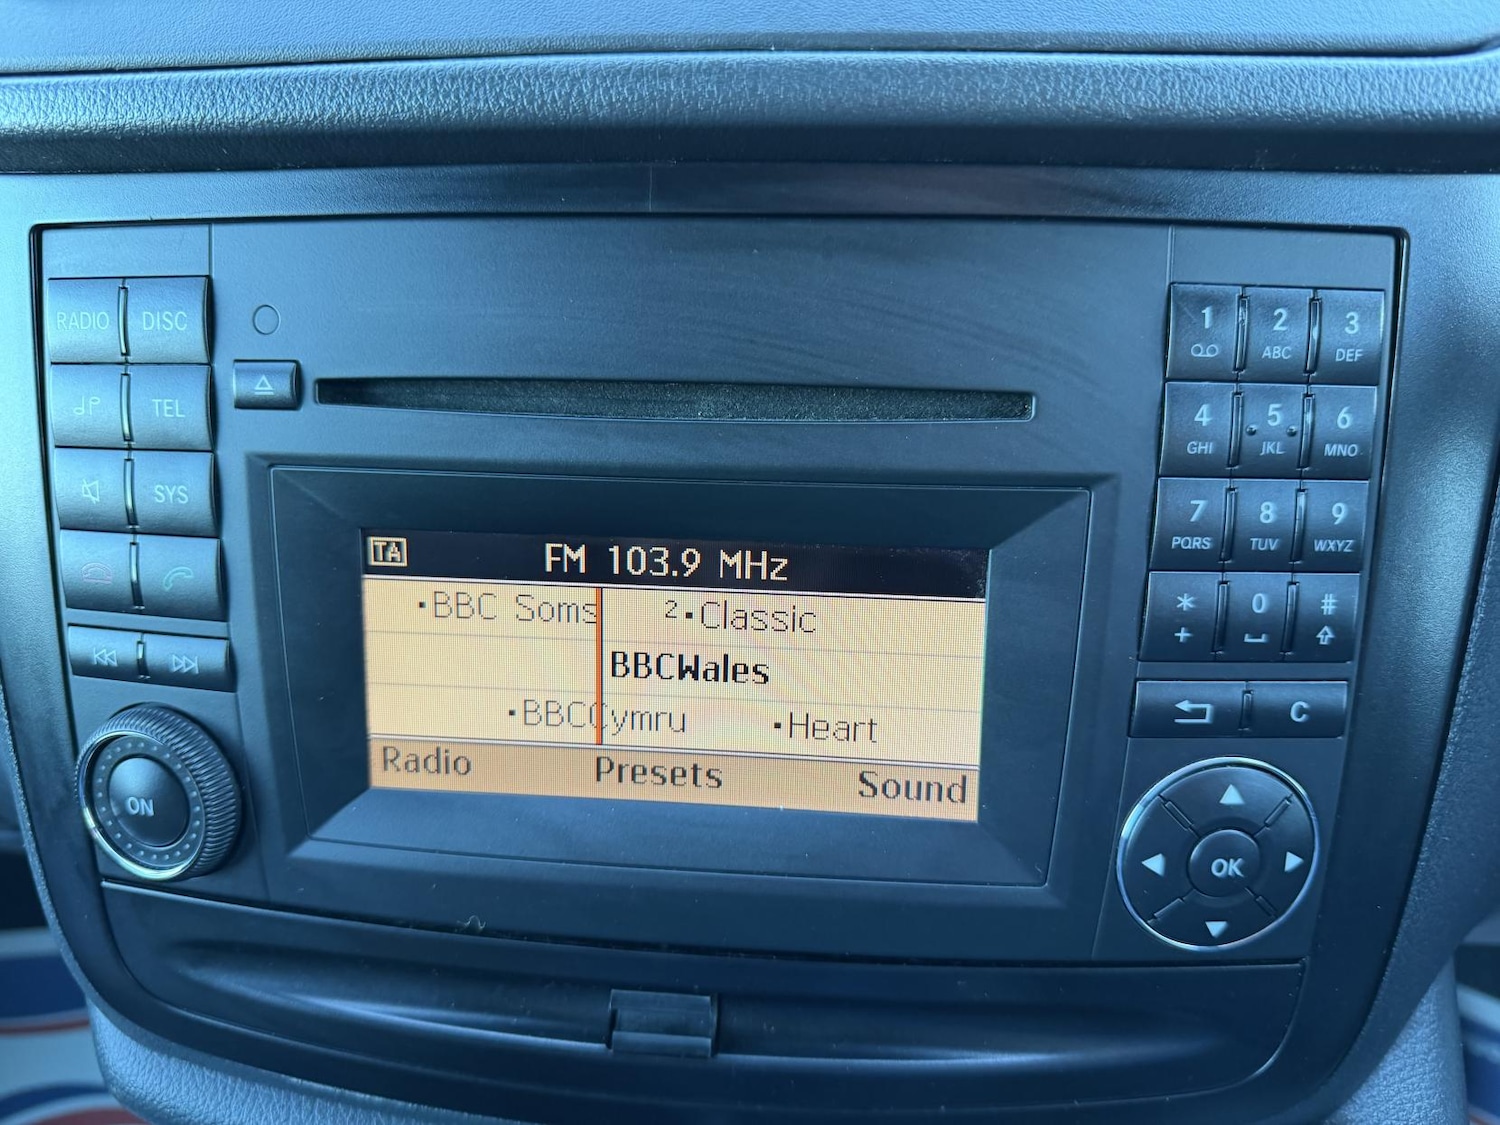 RADIO DISC
TEL
SYS
ON
TA FM 103.9 MHz
BBC Soms 2 Classic
BBCWales
BBCCymru Heart
Radio Presets Sound
1 2 3
ABC DEF
4 5 6
GHI JKL MNO
7 8 9
PQRS TUV WXYZ
* 0 #
+
C
OK